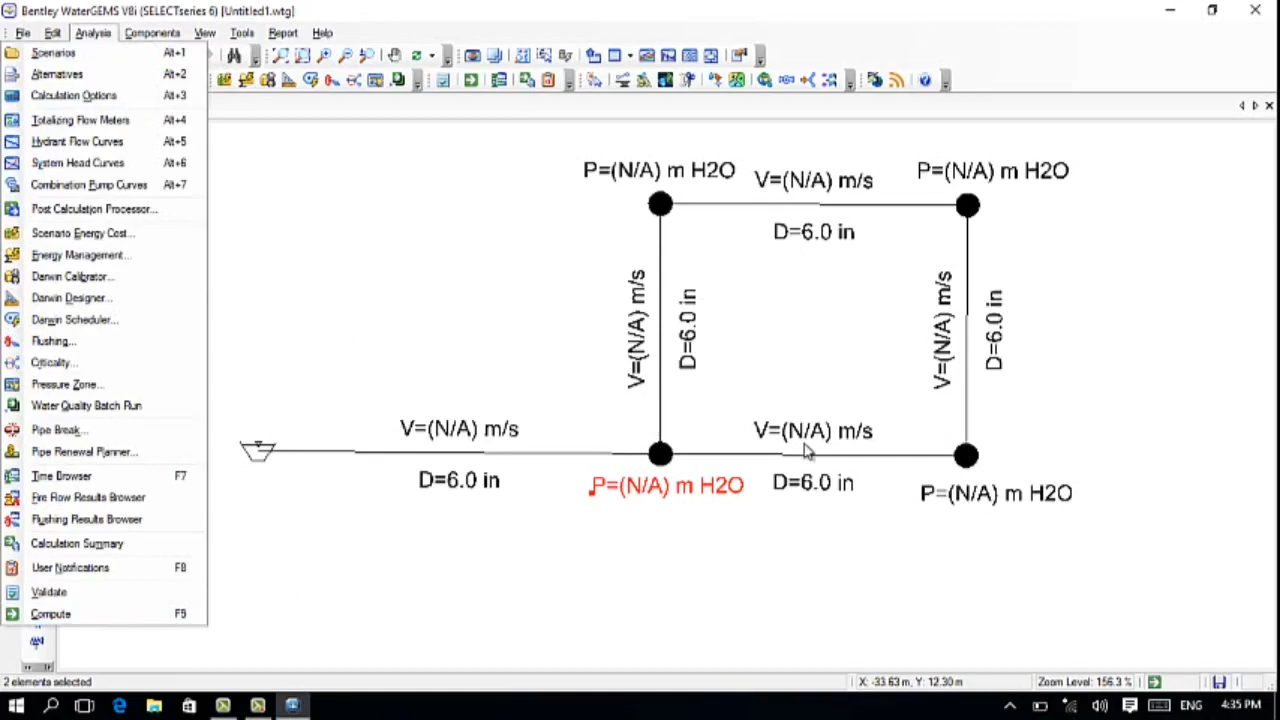 Bentley WaterGEMS V8i (SELECTseries 6) [Untitled1.wtg]
File Edit Analysis Components View Tools Report Help
Scenarios Alt+1
Alternatives Alt+2
Calculation Options Alt+3
Totalizing Flow Meters Alt+4
Hydrant Flow Curves Alt+5
System Head Curves Alt+6
Combination Pump Curves Alt+7
Post Calculation Processor...
Scenario Energy Cost...
Energy Management...
Darwin Calibrator...
Darwin Designer...
Darwin Scheduler...
Flushing...
Criticality...
Pressure Zone...
Water Quality Batch Run
Pipe Break...
Pipe Renewal Planner...
Time Browser F7
Fire Flow Results Browser
Flushing Results Browser
Calculation Summary
User Notifications F8
Validate
Compute F9
P=(N/A) m H2O
V=(N/A) m/s
P=(N/A) m H2O
D=6.0 in
V=(N/A) m/s
D=6.0 in
V=(N/A) m/s
D=6.0 in
V=(N/A) m/s
D=6.0 in
V=(N/A) m/s
D=6.0 in
P=(N/A) m H2O
P=(N/A) m H2O
2 elements selected
X: -33.63 m, Y: 12.30 m
Zoom Level: 156.3 %
ENG
4:35 PM